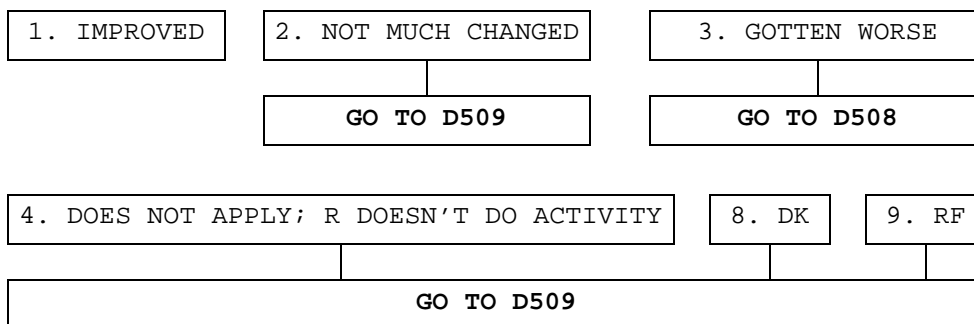 1. IMPROVED 2. NOT MUCH CHANGED 3. GOTTEN WORSE
GO TO D509 GO TO D508
4. DOES NOT APPLY; R DOESN'T DO ACTIVITY 8. DK 9. RF
GO TO D509